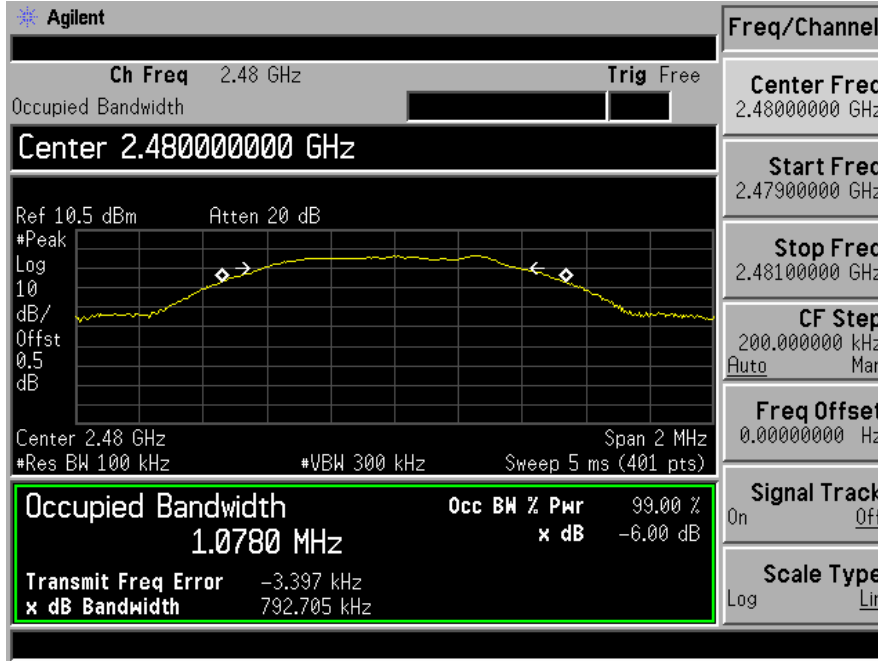 Agilent
Freq/Channel
Ch Freq 2.48 GHz Trig Free
Occupied Bandwidth
Center 2.480000000 GHz
Ref 10.5 dBm Atten 20 dB
#Peak
Log
10
dB/
Offst
0.5
dB
Center 2.48 GHz Span 2 MHz
#Res BW 100 kHz #VBW 300 kHz Sweep 5 ms (401 pts)
Occupied Bandwidth
1.0780 MHz
Occ BW % Pwr 99.00 %
x dB -6.00 dB
Transmit Freq Error -3.397 kHz
x dB Bandwidth 792.705 kHz
Center Freq
2.48000000 GHz
Start Freq
2.47900000 GHz
Stop Freq
2.48100000 GHz
CF Step
200.000000 kHz
Auto Man
Freq Offset
0.00000000 Hz
Signal Track
On Off
Scale Type
Log Lin